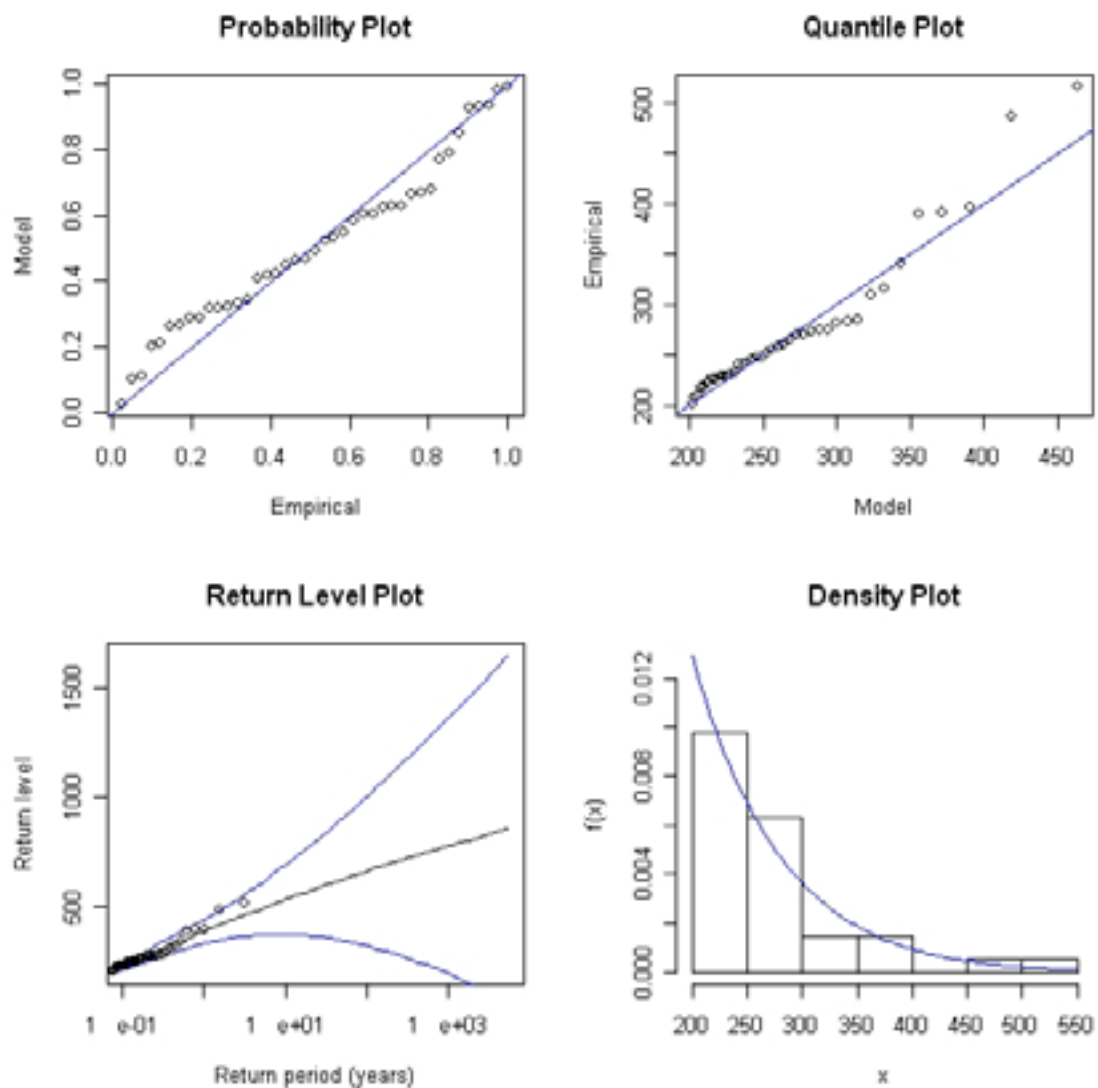 Probability Plot
Model
0.0 0.2 0.4 0.6 0.8 1.0
0.0 0.2 0.4 0.6 0.8 1.0
Empirical
Quantile Plot
Empirical
200 300 400 500
200 250 300 350 400 450
Model
Return Level Plot
Return level
500 1000 1500
1 e-01 1 e+01 1 e+03
Return period (years)
Density Plot
f(x)
0.000 0.004 0.008 0.012
200 250 300 350 400 450 500 550
x